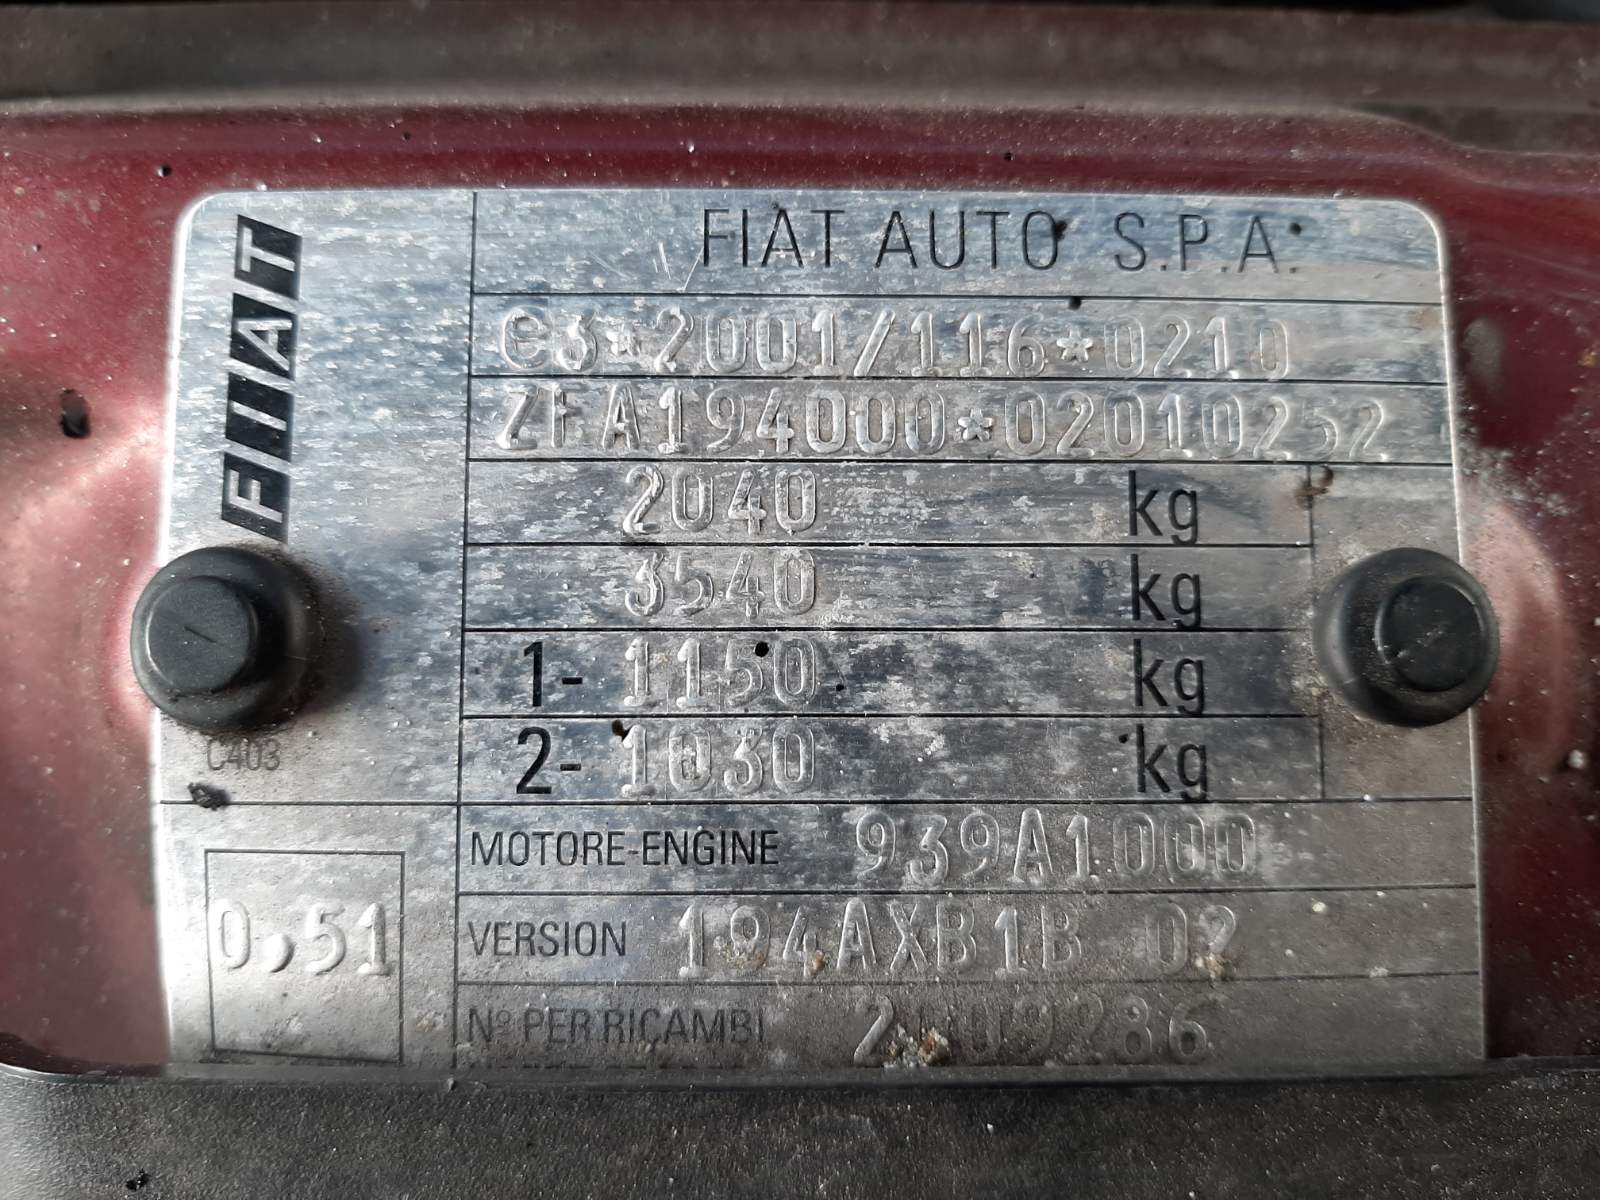 FIAT
FIAT AUTO S.P.A.
e3*2001/116*0210
ZFA194000*02010252
2040 kg
3540 kg
1- 1150 kg
2- 1030 kg
C403
MOTORE-ENGINE 939A1000
0,51
VERSION 194AXB1B 02
Nº PER RICAMBI